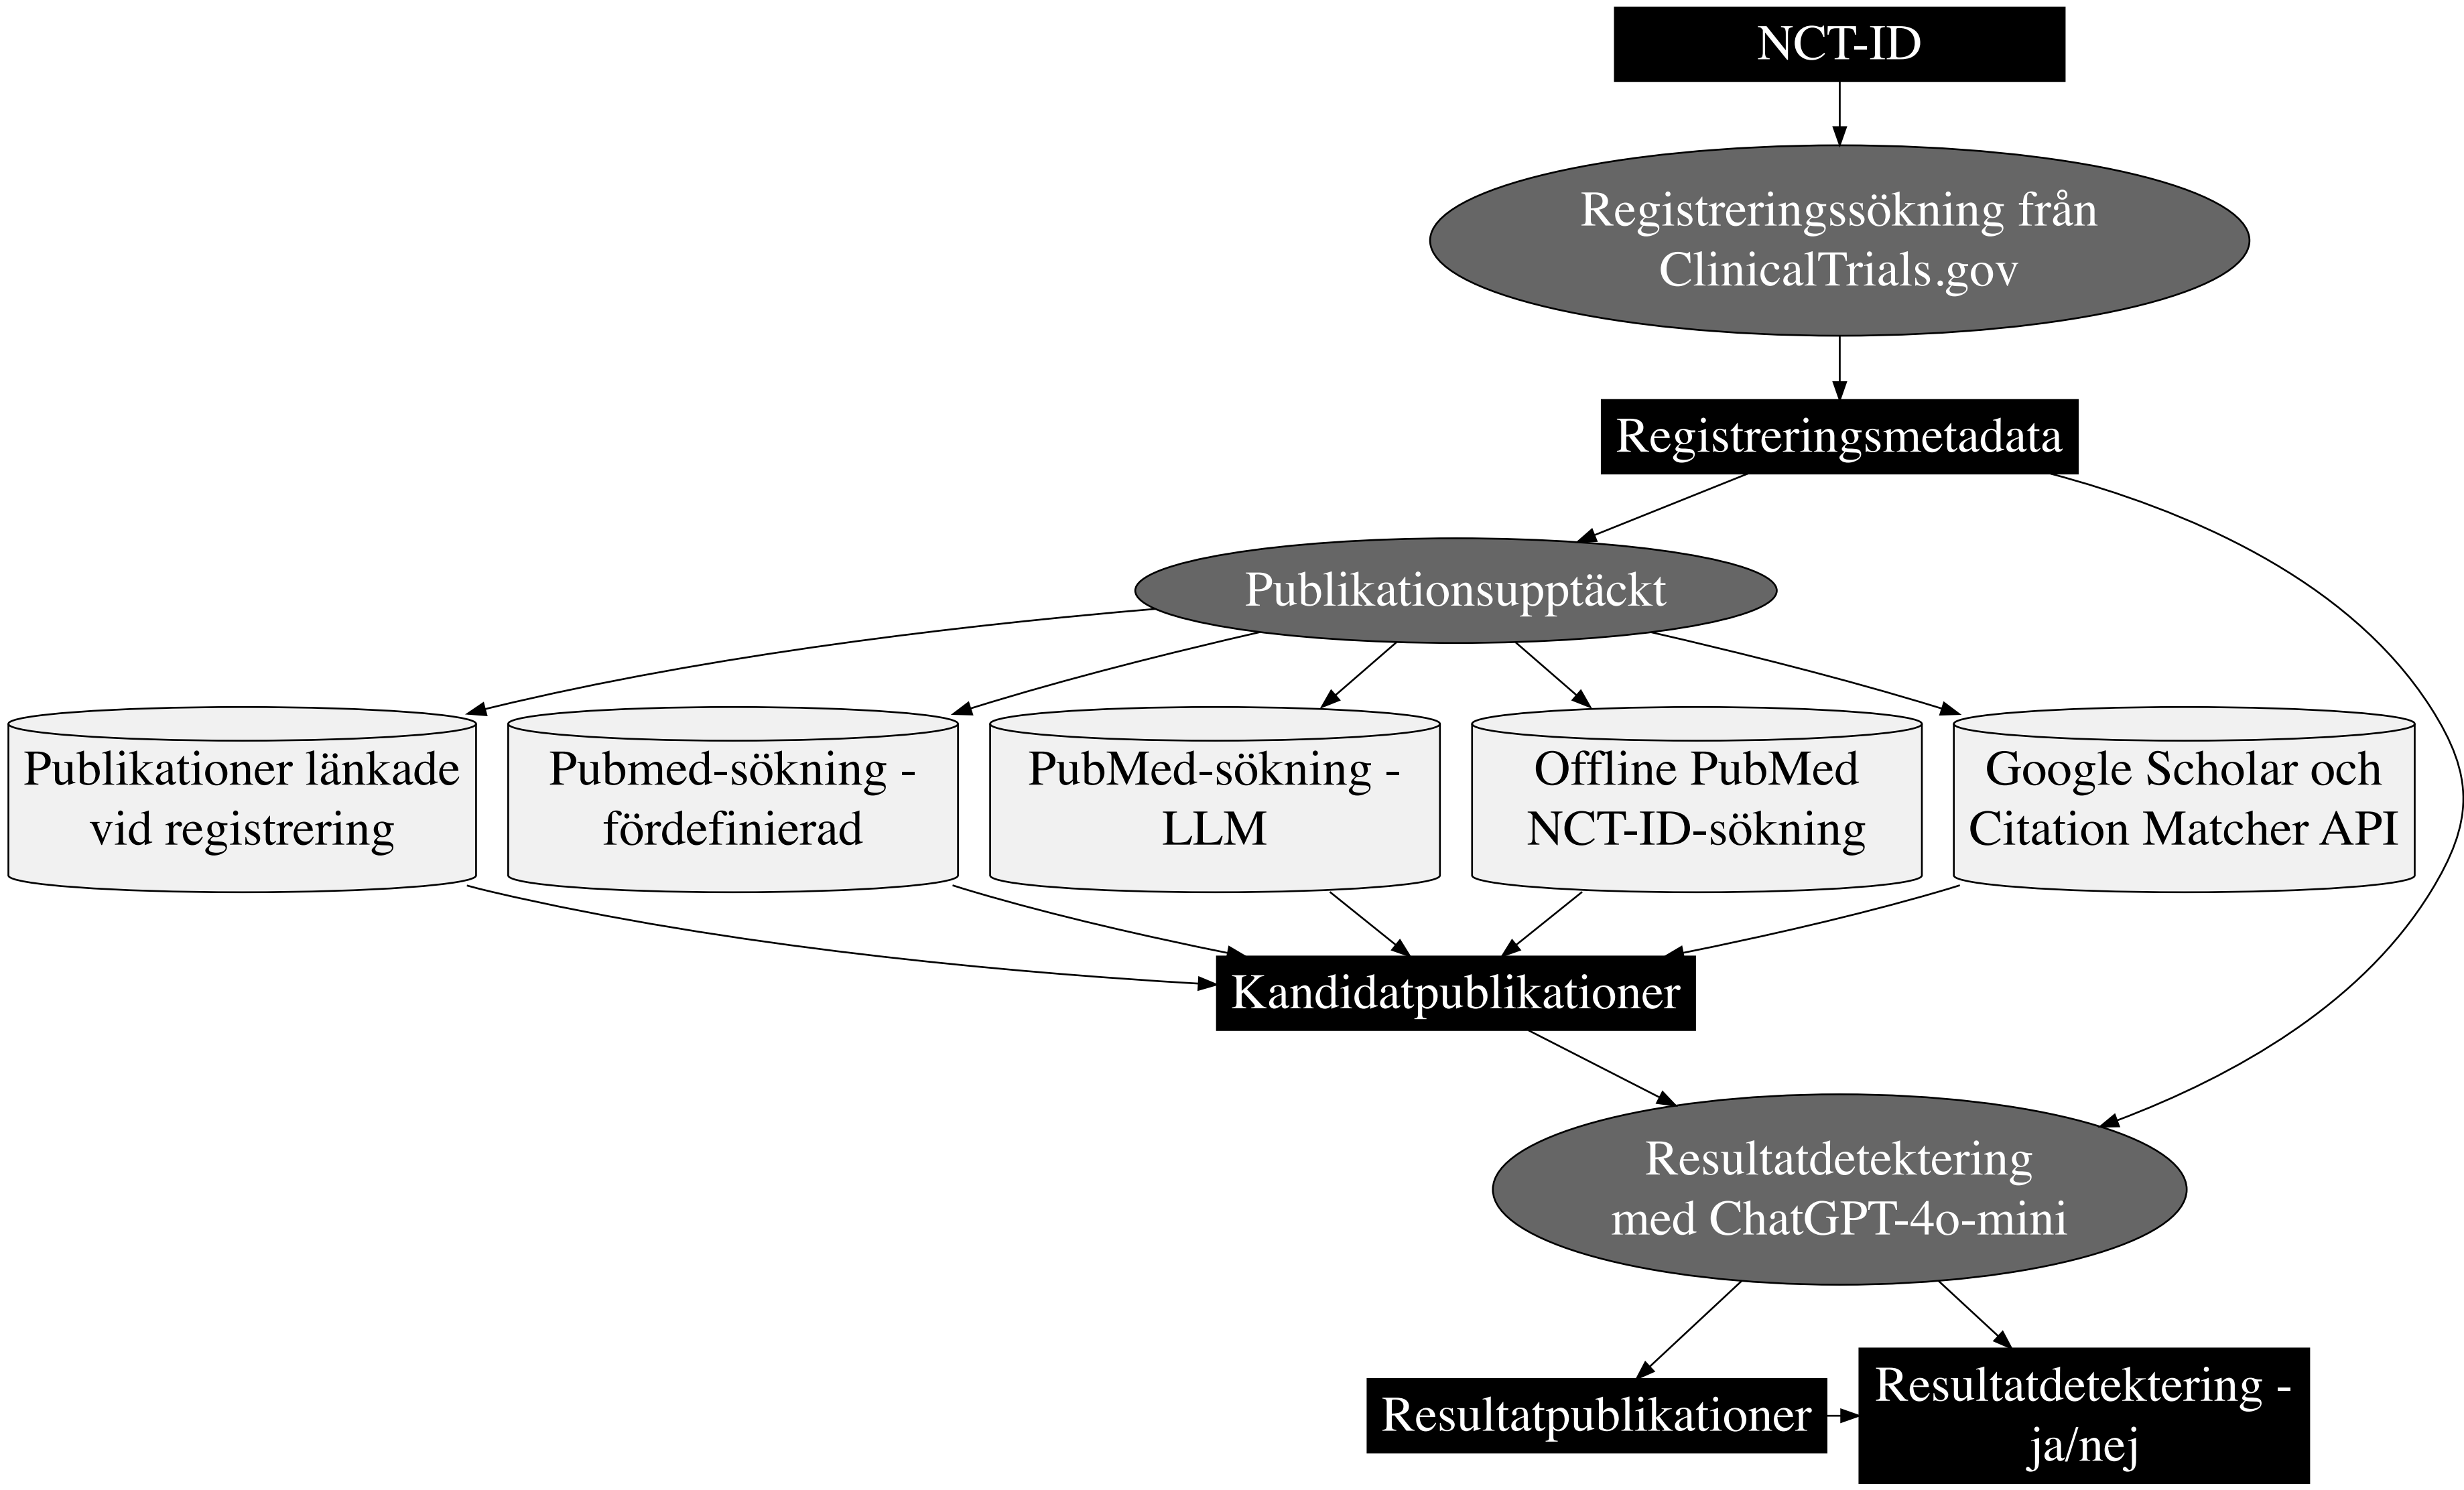 NCT-ID
Registreringssökning från
ClinicalTrials.gov
Registreringsmetadata
Publikationsupptäckt
Publikationer länkade
vid registrering
Pubmed-sökning -
fördefinierad
PubMed-sökning -
LLM
Offline PubMed
NCT-ID-sökning
Google Scholar och
Citation Matcher API
Kandidatpublikationer
Resultatdetektering
med ChatGPT-4o-mini
Resultatpublikationer
Resultatdetektering -
ja/nej